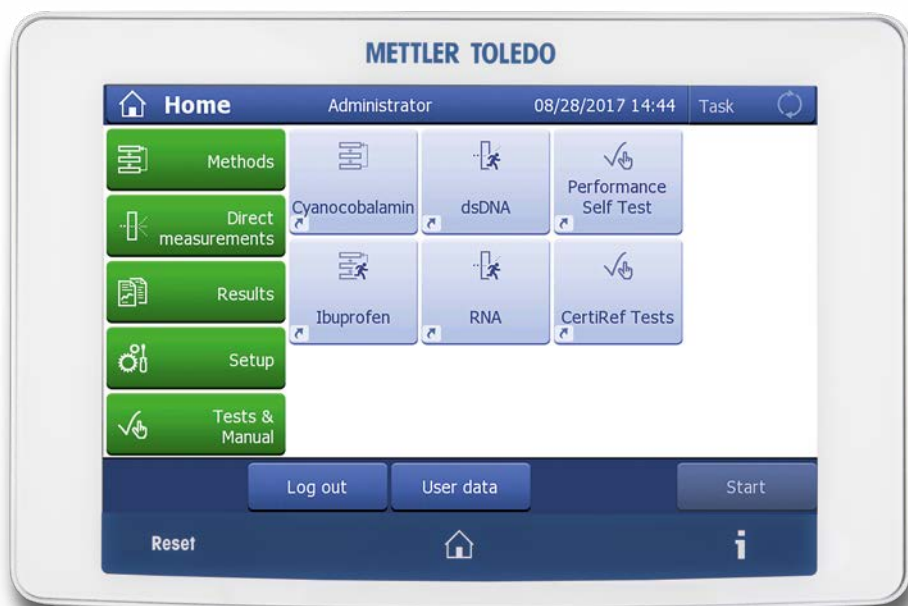 METTLER TOLEDO
Home
Administrator
08/28/2017 14:44
Task
Methods
Direct
measurements
Results
Setup
Tests &
Manual
Cyanocobalamin
dsDNA
Performance
Self Test
Ibuprofen
RNA
CertiRef Tests
Log out
User data
Start
Reset
i